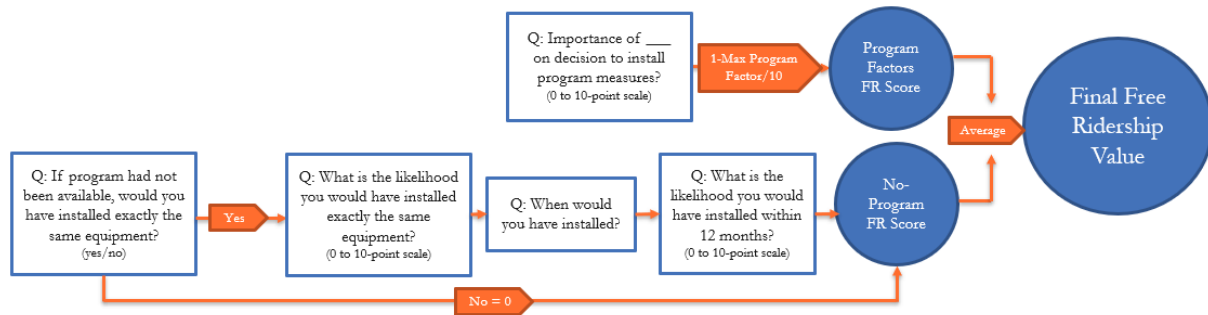 Q: Importance of ___
on decision to install
program measures?
(0 to 10-point scale)
1-Max Program
Factor/10
Program
Factors
FR Score
Final Free
Ridership
Value
Average
Q: If program had not
been available, would you
have installed exactly the
same equipment?
(yes/no)
Yes
Q: What is the likelihood
you would have installed
exactly the same
equipment?
(0 to 10-point scale)
Q: When would
you have installed?
Q: What is the
likelihood you would
have installed within
12 months?
(0 to 10-point scale)
No-
Program
FR Score
No = 0